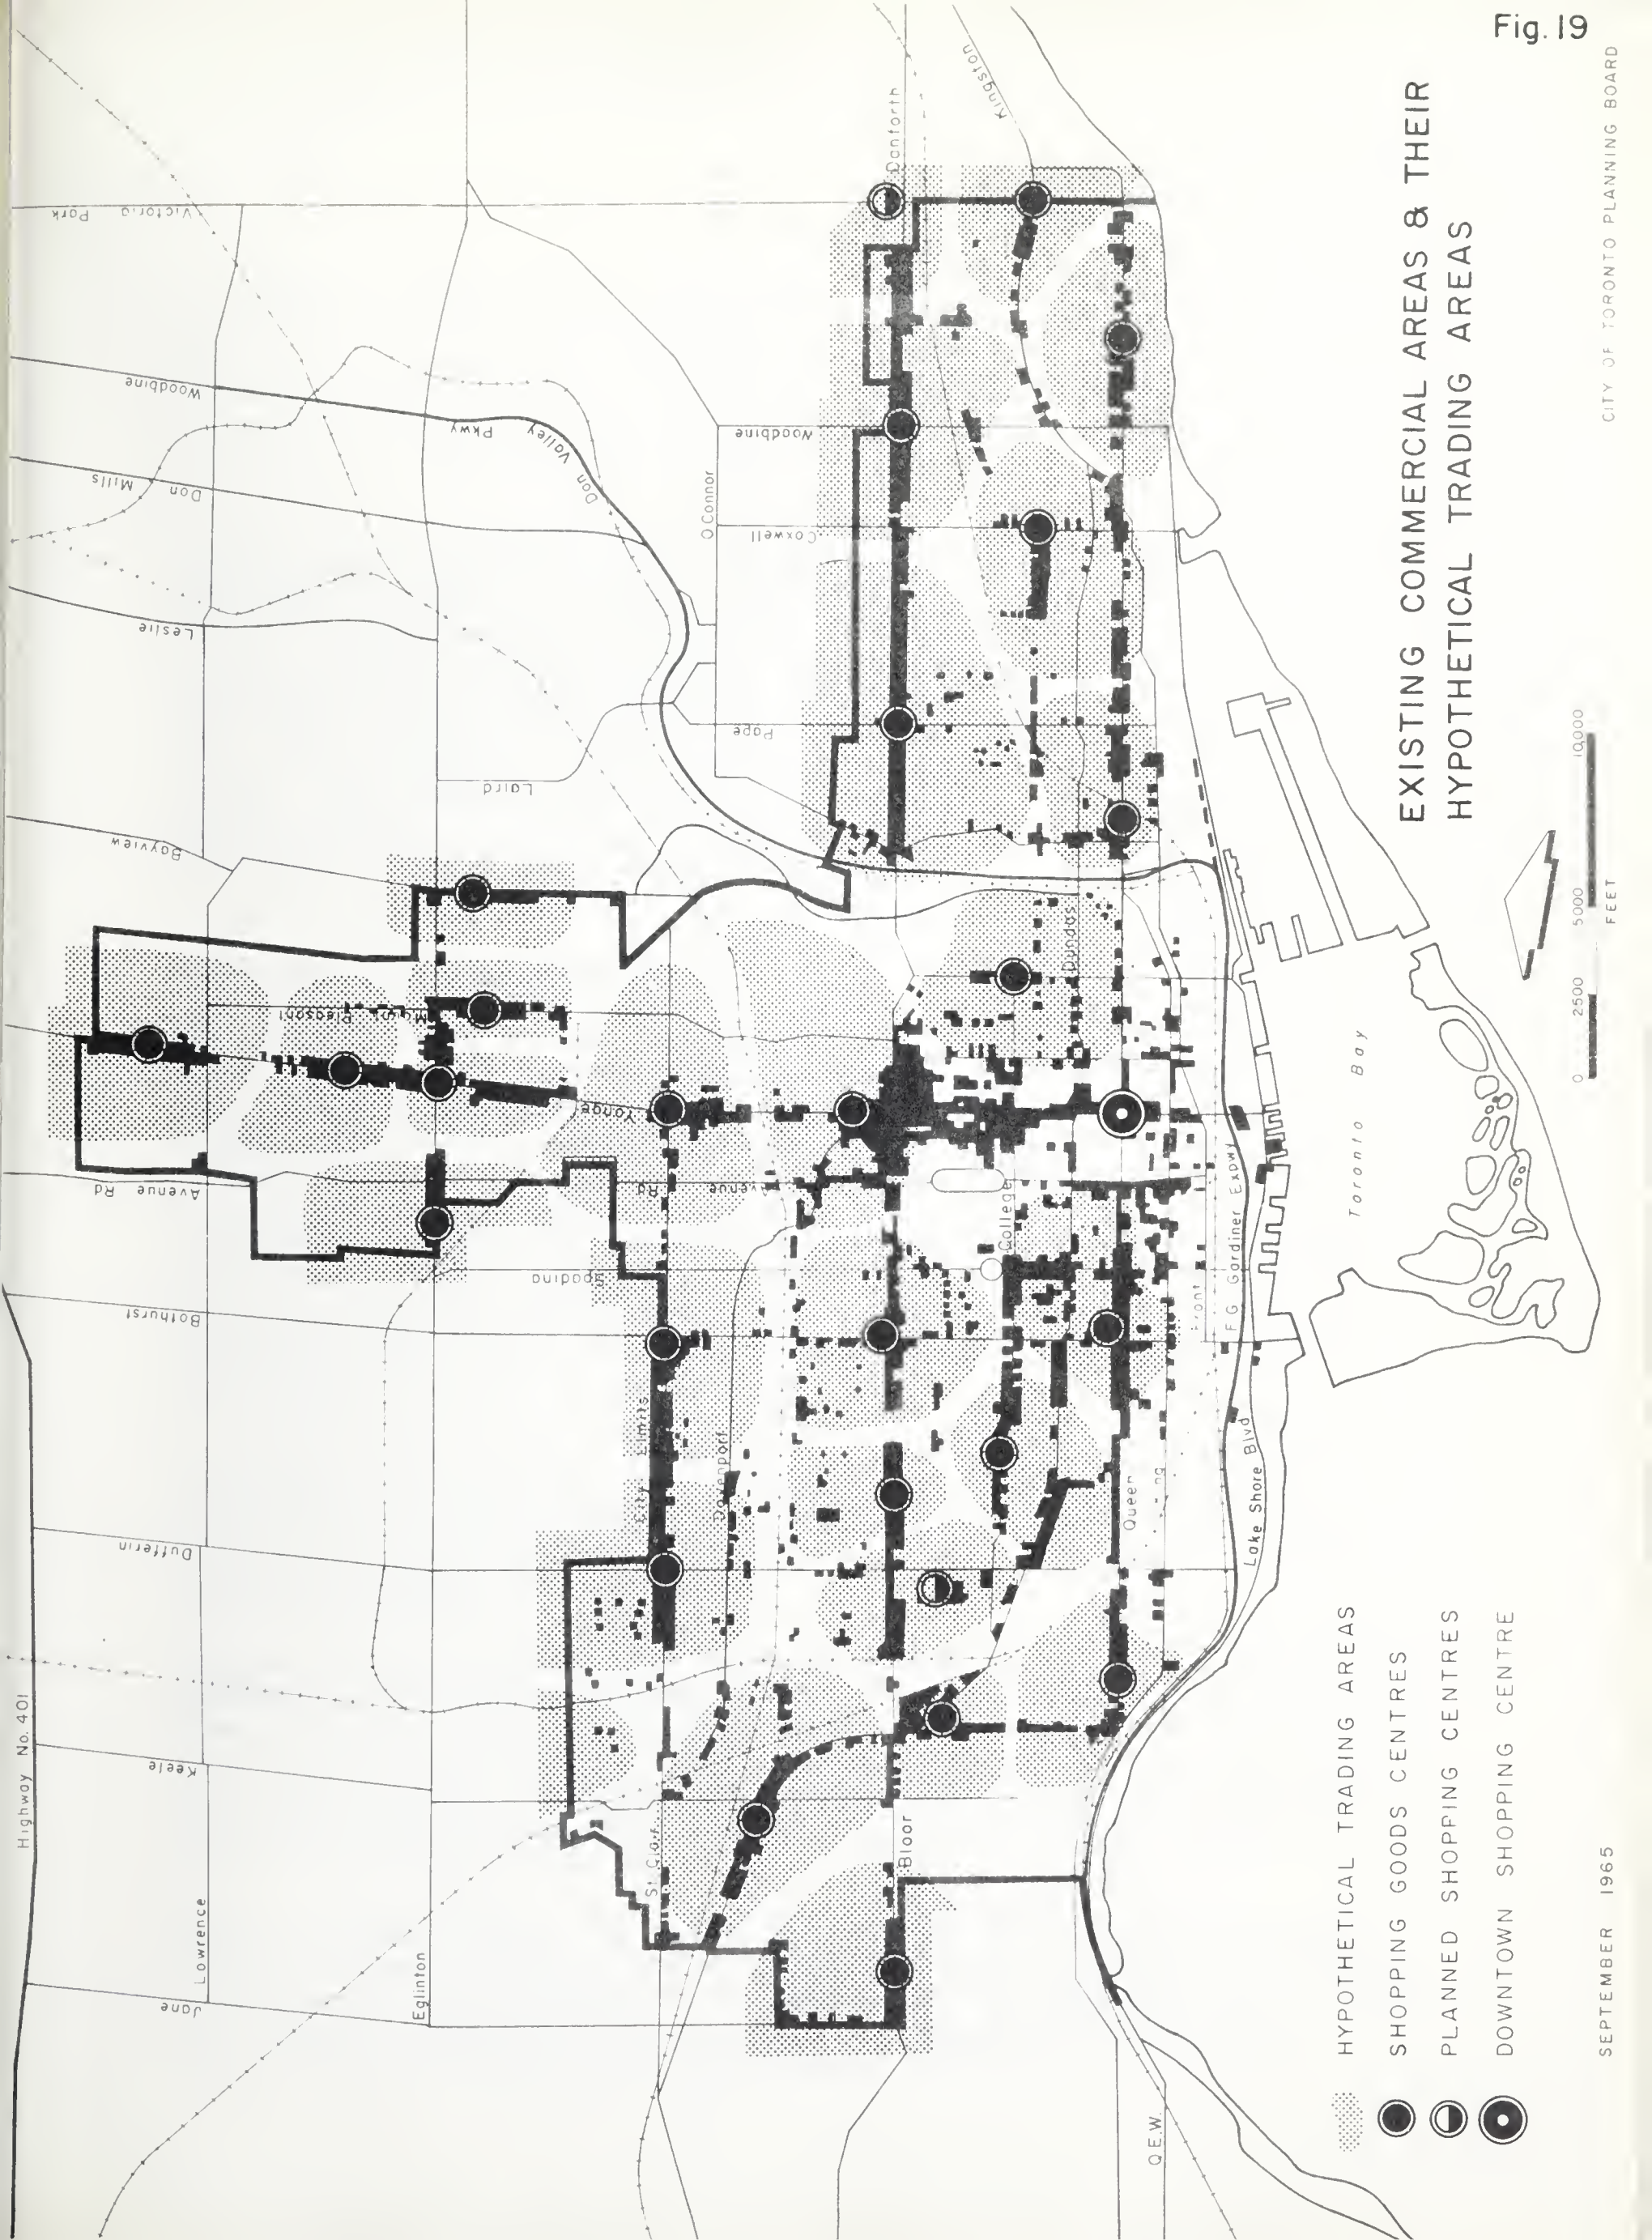 Fig. 19
EXISTING COMMERCIAL AREAS & THEIR
HYPOTHETICAL TRADING AREAS
CITY OF TORONTO PLANNING BOARD
HYPOTHETICAL TRADING AREAS
SHOPPING GOODS CENTRES
PLANNED SHOPPING CENTRES
DOWNTOWN SHOPPING CENTRE
SEPTEMBER 1965
0 2500 5000 10,000
FEET
Highway No. 401
Lawrence
Eglinton
St. Clair
City Limits
Davenport
Bloor
College
Dundas
Queen
Front
F G Gardiner Expwy
Lake Shore Blvd
Q.E.W.
Toronto Bay
Jane
Keele
Dufferin
Bathurst
Spadina
Avenue Rd
Avenue Rd
Yonge
Mount Pleasant
Bayview
Laird
Leslie
Don Mills
Don Valley Pkwy
Woodbine
Victoria Park
O'Connor
Pape
Coxwell
Woodbine
Danforth
Kingston